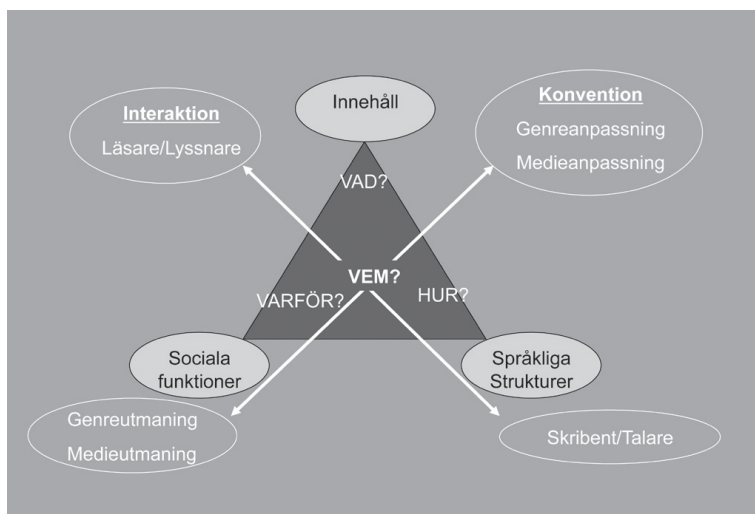 Innehåll
Interaktion
Läsare/Lyssnare
Konvention
Genreanpassning
Medieanpassning
VAD?
VEM?
VARFÖR?
HUR?
Sociala
funktioner
Språkliga
Strukturer
Genreutmaning
Medieutmaning
Skribent/Talare